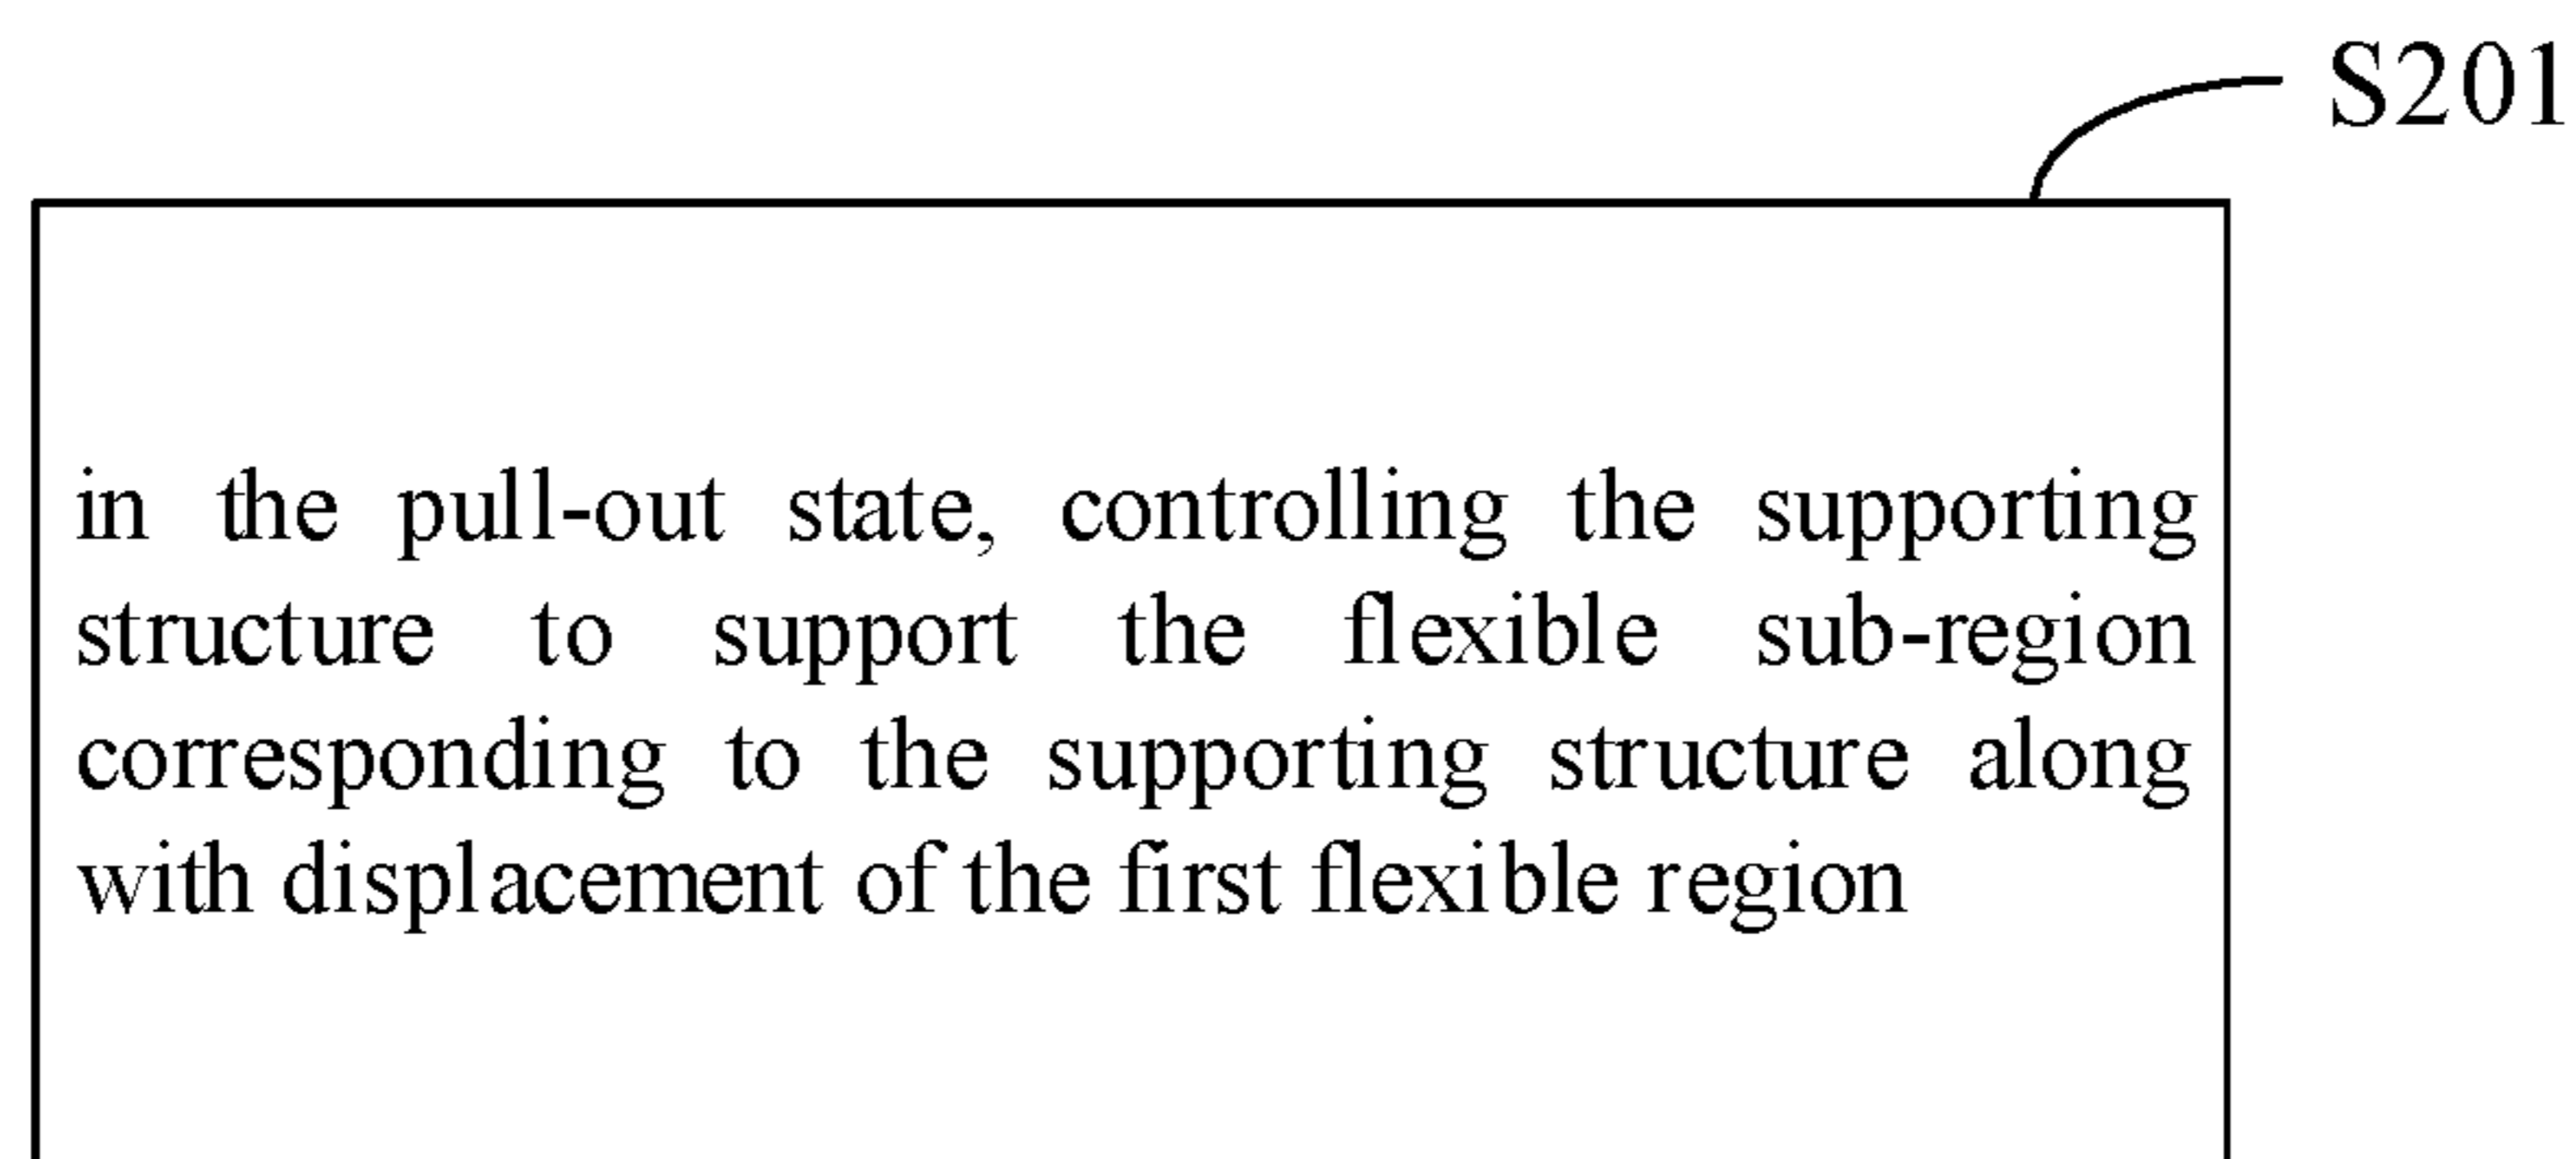 S201
in the pull-out state, controlling the supporting
structure to support the flexible sub-region
corresponding to the supporting structure along
with displacement of the first flexible region